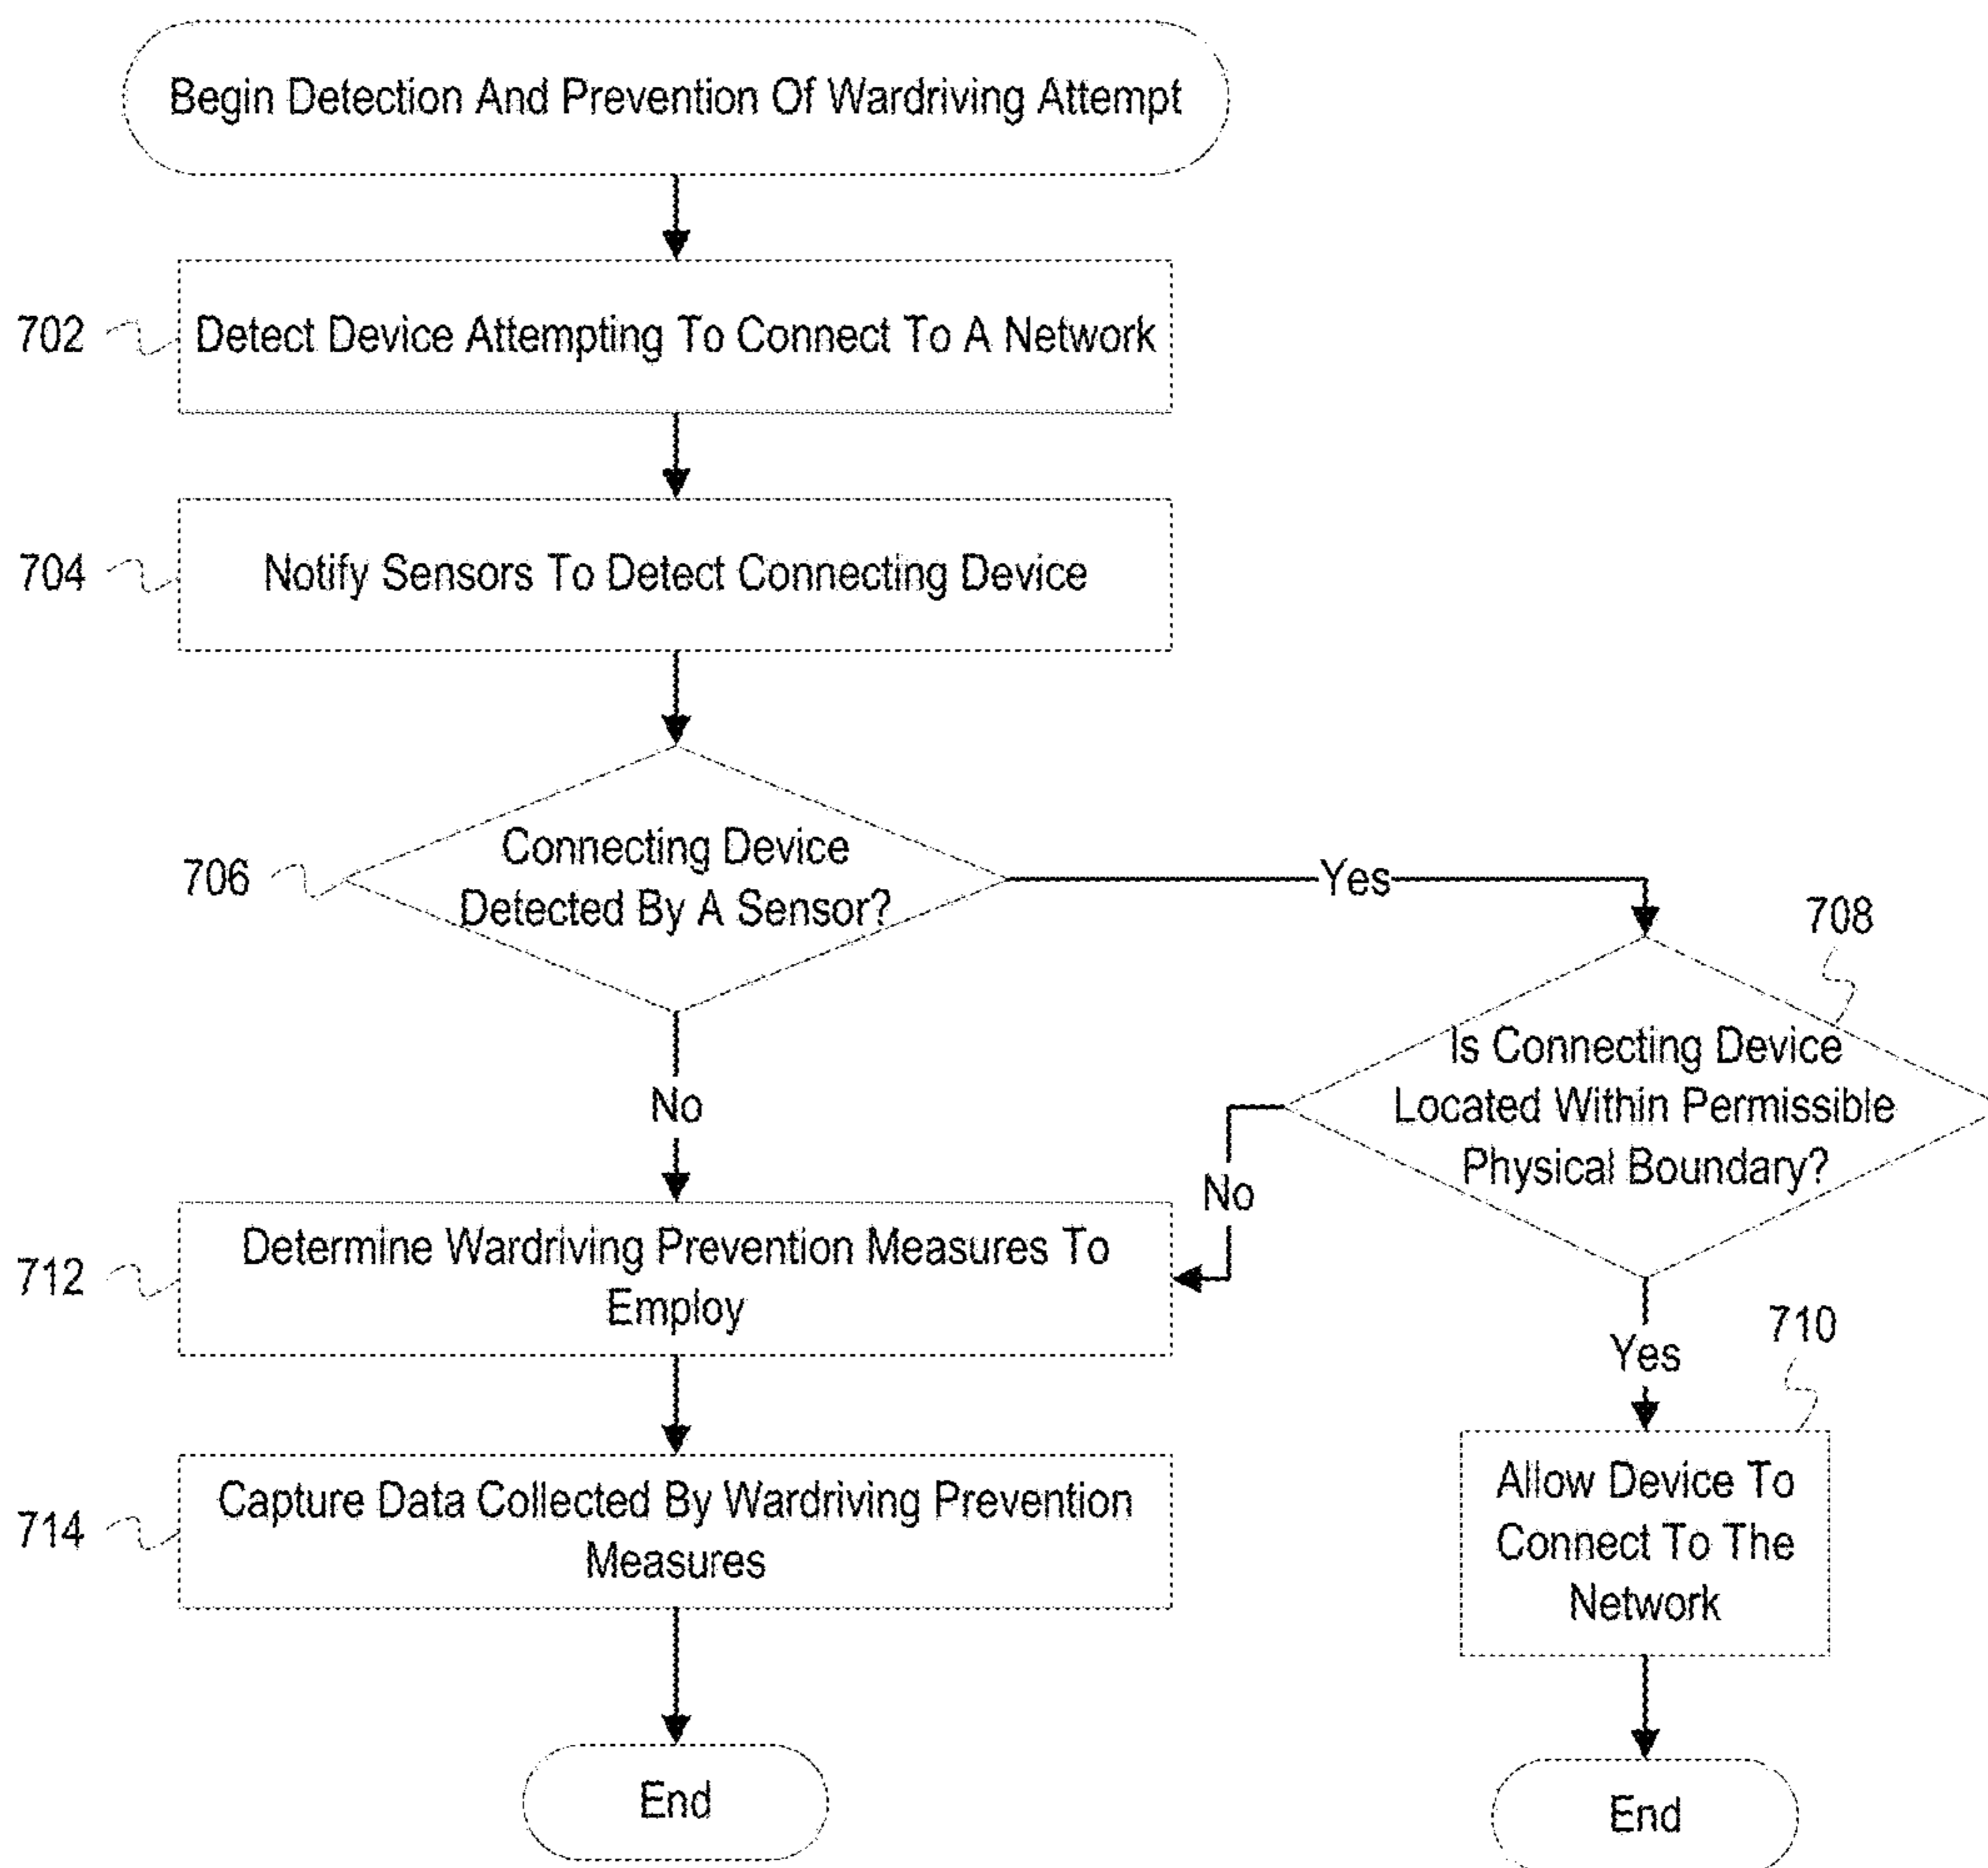 Begin Detection And Prevention Of Wardriving Attempt
702
Detect Device Attempting To Connect To A Network
704
Notify Sensors To Detect Connecting Device
706
Connecting Device
Detected By A Sensor?
Yes
708
Is Connecting Device
Located Within Permissible
Physical Boundary?
No
No
712
Determine Wardriving Prevention Measures To
Employ
Yes
710
714
Capture Data Collected By Wardriving Prevention
Measures
Allow Device To
Connect To The
Network
End
End